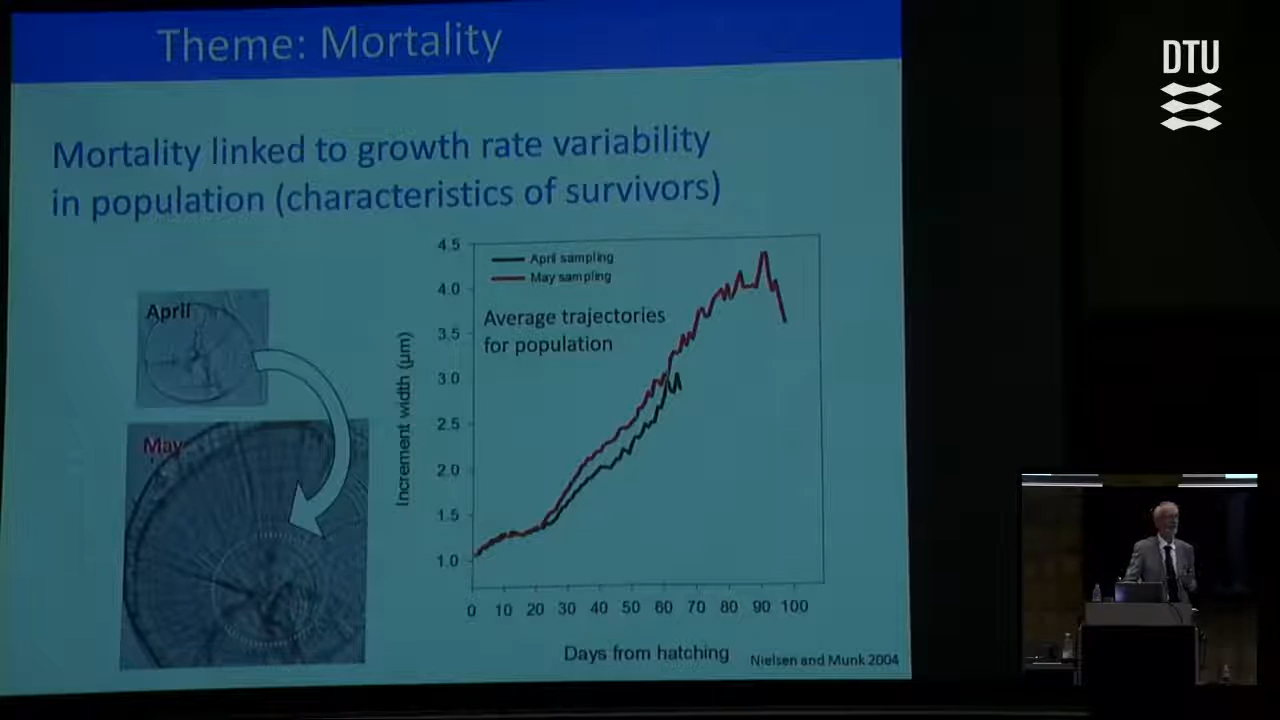 Theme: Mortality
DTU
Mortality linked to growth rate variability
in population (characteristics of survivors)
April
May
4.5
4.0
3.5
3.0
2.5
2.0
1.5
1.0
Increment width (µm)
April sampling
May sampling
Average trajectories
for population
0 10 20 30 40 50 60 70 80 90 100
Days from hatching
Nielsen and Munk 2004